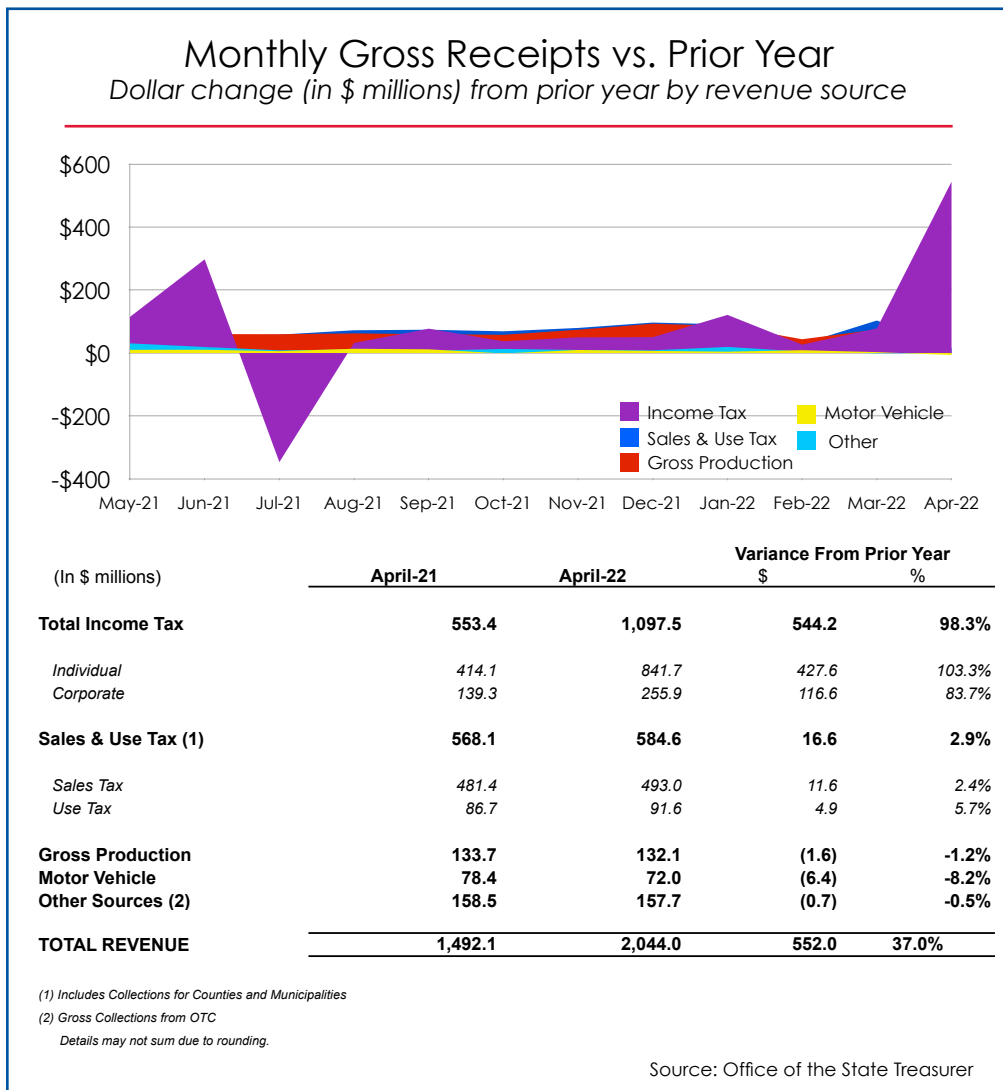 Monthly Gross Receipts vs. Prior Year
Dollar change (in $ millions) from prior year by revenue source
$600
$400
$200
$0
-$200
-$400
Income Tax
Motor Vehicle
Sales & Use Tax
Other
Gross Production
May-21 Jun-21 Jul-21 Aug-21 Sep-21 Oct-21 Nov-21 Dec-21 Jan-22 Feb-22 Mar-22 Apr-22
Variance From Prior Year
(In $ millions) April-21 April-22 $ %
Total Income Tax 553.4 1,097.5 544.2 98.3%
Individual 414.1 841.7 427.6 103.3%
Corporate 139.3 255.9 116.6 83.7%
Sales & Use Tax (1) 568.1 584.6 16.6 2.9%
Sales Tax 481.4 493.0 11.6 2.4%
Use Tax 86.7 91.6 4.9 5.7%
Gross Production 133.7 132.1 (1.6) -1.2%
Motor Vehicle 78.4 72.0 (6.4) -8.2%
Other Sources (2) 158.5 157.7 (0.7) -0.5%
TOTAL REVENUE 1,492.1 2,044.0 552.0 37.0%
(1) Includes Collections for Counties and Municipalities
(2) Gross Collections from OTC
Details may not sum due to rounding.
Source: Office of the State Treasurer